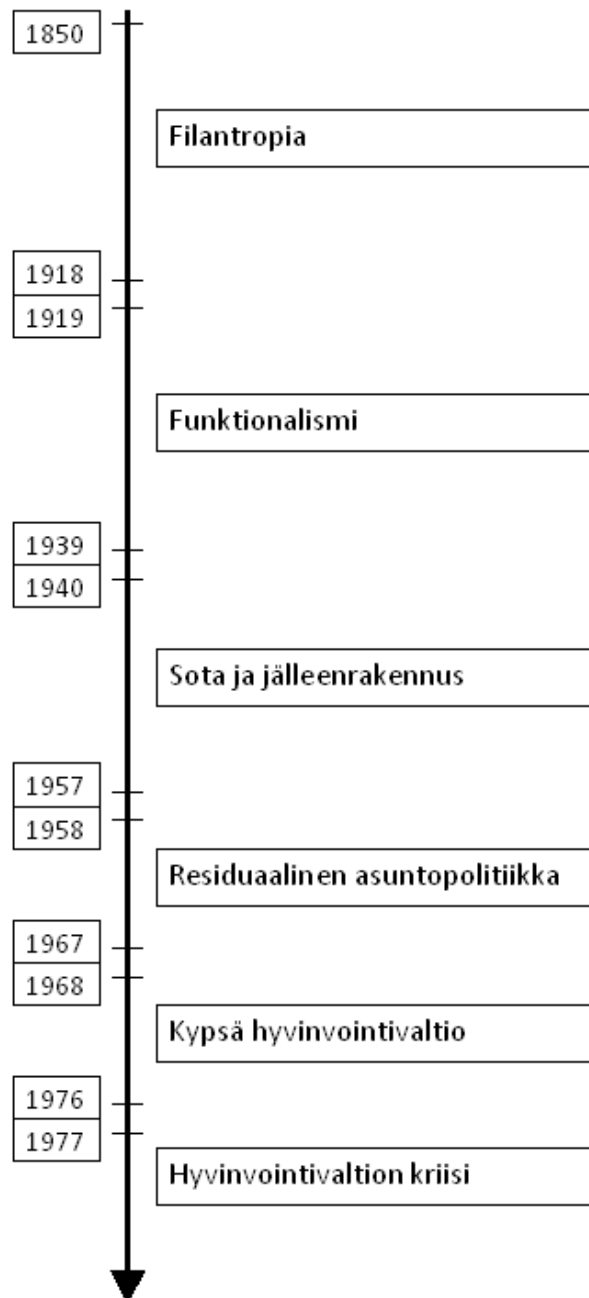 1850
Filantropia
1918
1919
Funktionalismi
1939
1940
Sota ja jälleenrakennus
1957
1958
Residuaalinen asuntopolitiikka
1967
1968
Kypsä hyvinvointivaltio
1976
1977
Hyvinvointivaltion kriisi